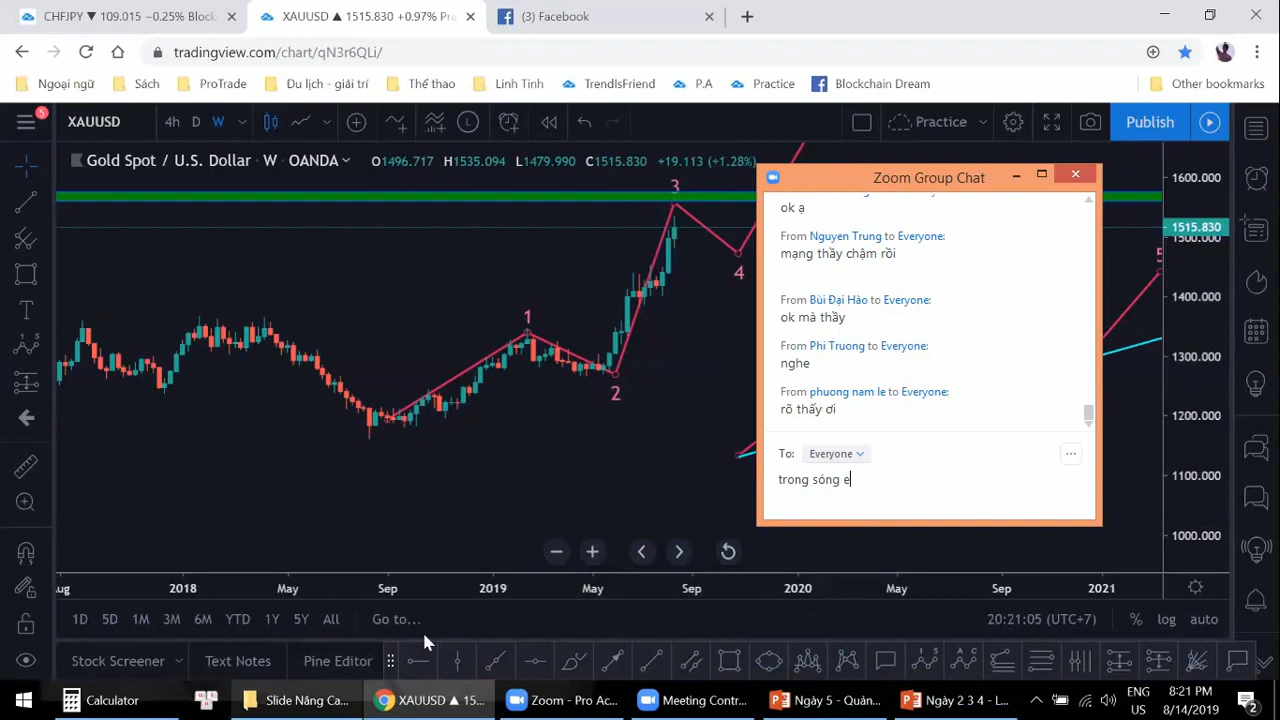 CHFJPY ▼ 109.015 −0.25% Block
XAUUSD ▲ 1515.830 +0.97% Pra
(3) Facebook
tradingview.com/chart/qN3r6QLi/
Ngoại ngữ
Sách
ProTrade
Du lịch - giải trí
Thể thao
Linh Tinh
TrendIsFriend
P.A
Practice
Blockchain Dream
Other bookmarks
5
XAUUSD
4h D W
Practice
Publish
Gold Spot / U.S. Dollar W OANDA
O1496.717 H1535.094 L1479.990 C1515.830 +19.113 (+1.28%)
Zoom Group Chat
ok ạ
From Nguyen Trung to Everyone:
mạng thầy chậm rồi
From Bùi Đại Hào to Everyone:
ok mà thầy
From Phi Truong to Everyone:
nghe
From phuong nam le to Everyone:
rõ thấy ơi
To: Everyone
trong sóng e
1600.000
1515.830
1500.000
1400.000
1300.000
1200.000
1100.000
1000.000
1
2
3
4
5
Aug 2018 May Sep 2019 May Sep 2020 May Sep 2021
1D 5D 1M 3M 6M YTD 1Y 5Y All Go to...
20:21:05 (UTC+7) % log auto
Stock Screener Text Notes Pine Editor
Calculator
Slide Nâng Ca...
XAUUSD ▲ 15...
Zoom - Pro Ac...
Meeting Contr...
Ngày 5 - Quản...
Ngày 2 3 4 - L...
ENG
US
8:21 PM
8/14/2019
2